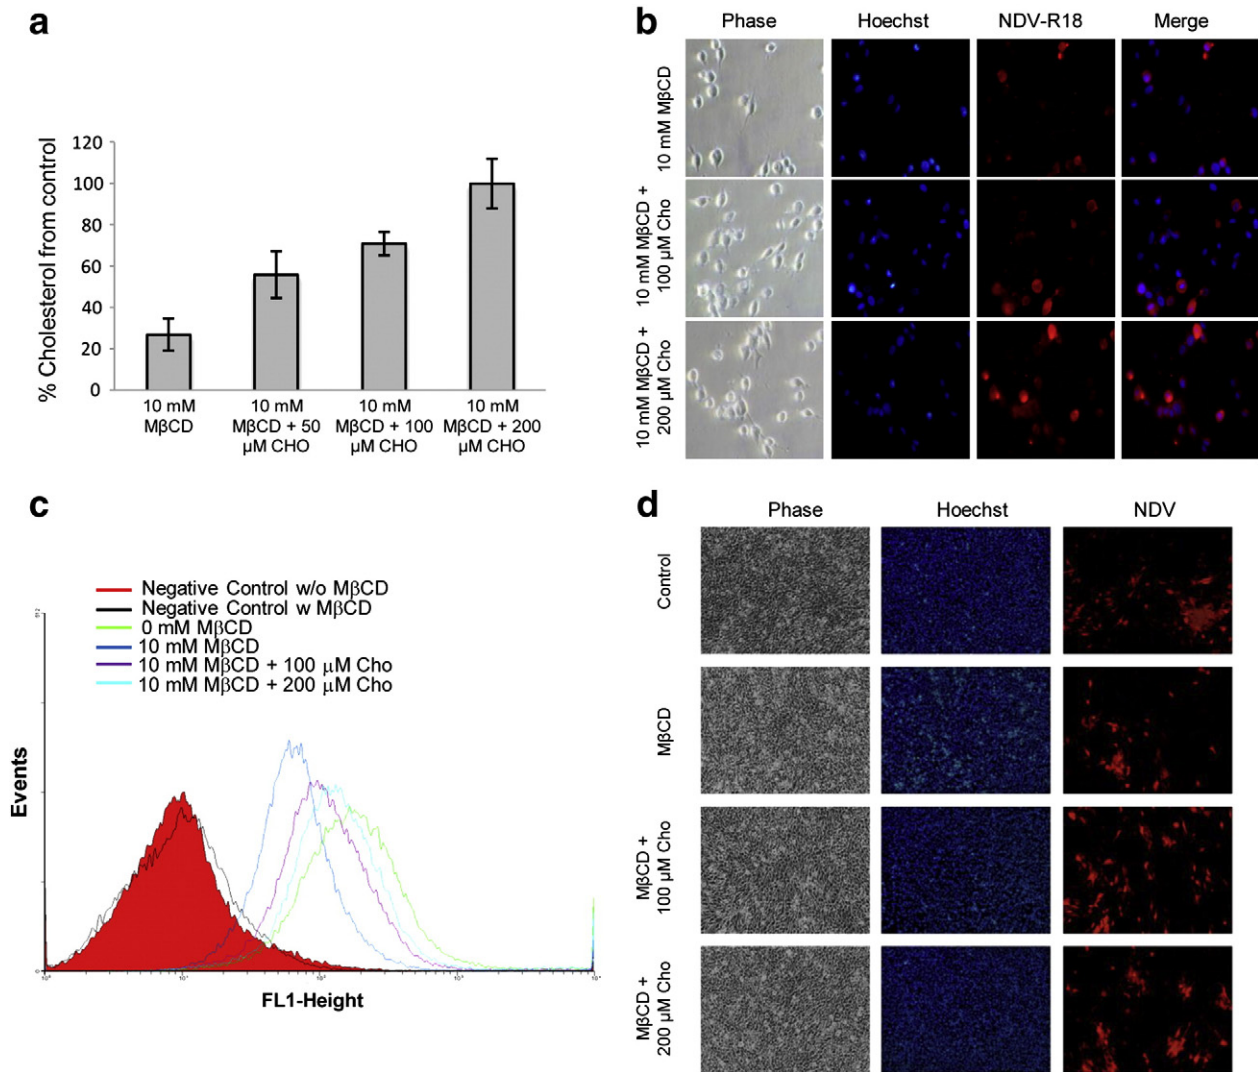 a
% Cholesterol from control
120
100
80
60
40
20
0
10 mM
MβCD
10 mM
MβCD + 50
µM CHO
10 mM
MβCD + 100
µM CHO
10 mM
MβCD + 200
µM CHO
b
Phase Hoechst NDV-R18 Merge
10 mM MβCD
10 mM MβCD +
100 µM Cho
10 mM MβCD +
200 µM Cho
c
Negative Control w/o MβCD
Negative Control w MβCD
0 mM MβCD
10 mM MβCD
10 mM MβCD + 100 µM Cho
10 mM MβCD + 200 µM Cho
Events
FL1-Height
d
Phase Hoechst NDV
Control
MβCD
MβCD +
100 µM Cho
MβCD +
200 µM Cho